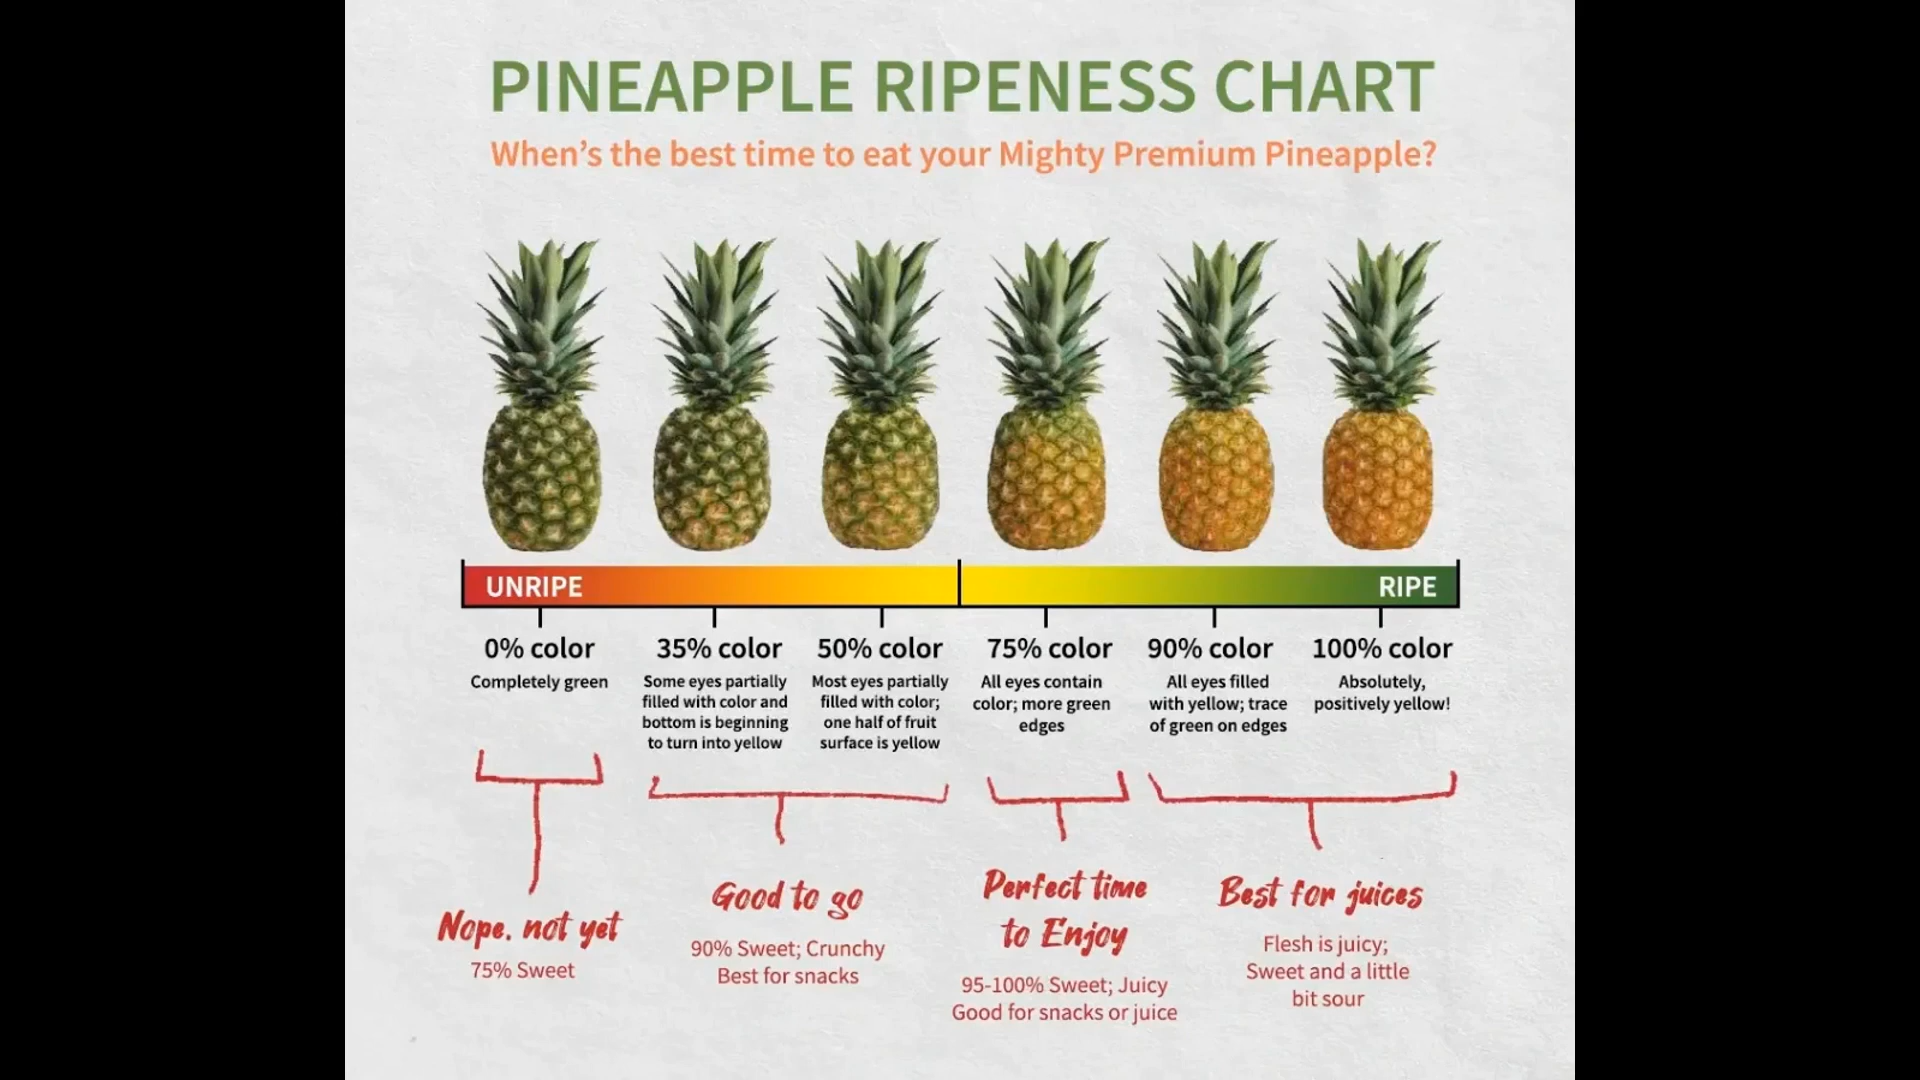 PINEAPPLE RIPENESS CHART
When's the best time to eat your Mighty Premium Pineapple?
UNRIPE
RIPE
0% color
Completely green
35% color
Some eyes partially
filled with color and
bottom is beginning
to turn into yellow
50% color
Most eyes partially
filled with color;
one half of fruit
surface is yellow
75% color
All eyes contain
color; more green
edges
90% color
All eyes filled
with yellow; trace
of green on edges
100% color
Absolutely,
positively yellow!
Nope. not yet
75% Sweet
Good to go
90% Sweet; Crunchy
Best for snacks
Perfect time
to Enjoy
95-100% Sweet; Juicy
Good for snacks or juice
Best for juices
Flesh is juicy;
Sweet and a little
bit sour